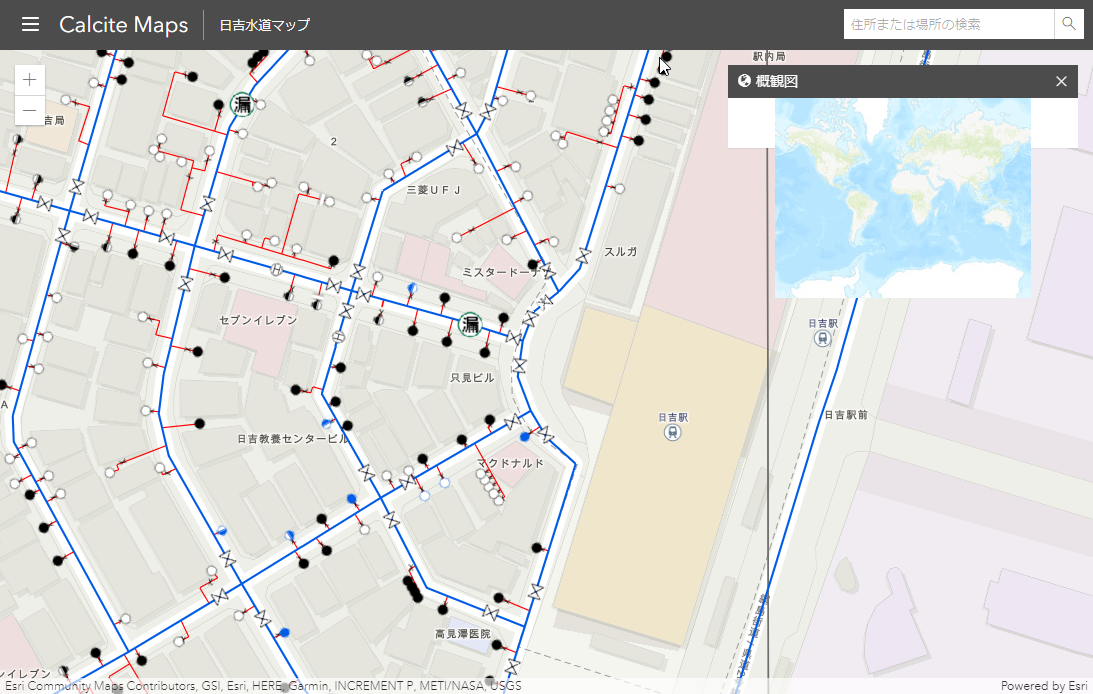 Calcite Maps
日吉水道マップ
住所または場所の検索
駅内局
概観図
吉局
漏
2
三菱ＵＦＪ
スルガ
ミスタードーナ
セブンイレブン
漏
日吉駅
只見ビル
A
日吉駅前
日吉駅
日吉教養センタービル
マクドナルド
高見澤医院
ンイレブン
Esri Community Maps Contributors, GSI, Esri, HERE, Garmin, INCREMENT P, METI/NASA, USGS
Powered by Esri